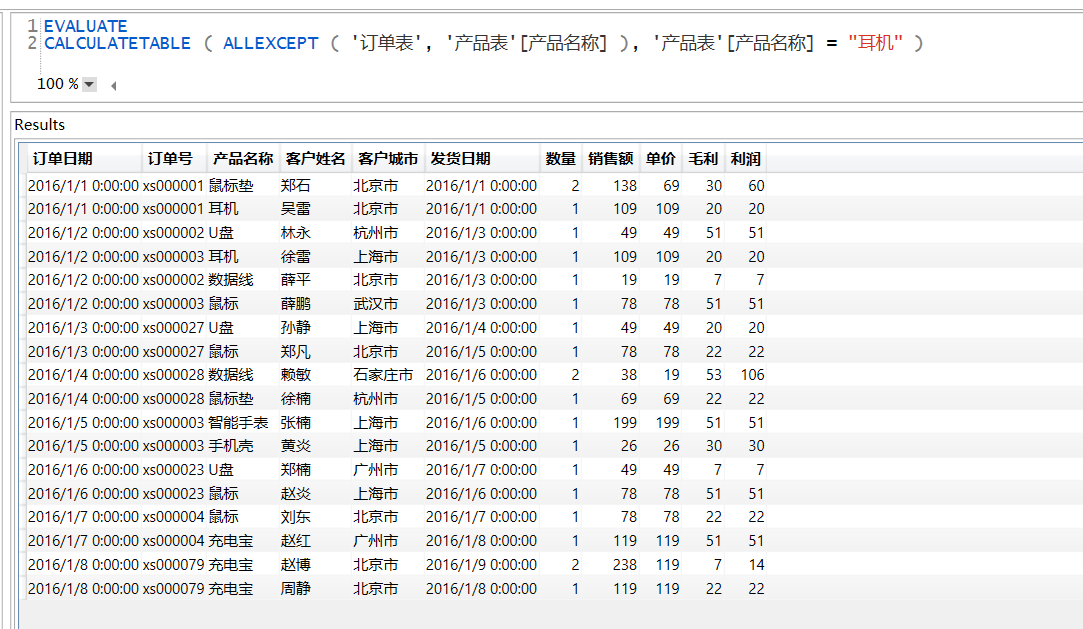 1 EVALUATE
2 CALCULATETABLE ( ALLEXCEPT ( '订单表', '产品表'[产品名称] ), '产品表'[产品名称] = "耳机" )
100 %
Results
订单日期 订单号 产品名称 客户姓名 客户城市 发货日期 数量 销售额 单价 毛利 利润
2016/1/1 0:00:00 xs000001 鼠标垫 郑石 北京市 2016/1/1 0:00:00 2 138 69 30 60
2016/1/1 0:00:00 xs000001 耳机 吴雷 北京市 2016/1/1 0:00:00 1 109 109 20 20
2016/1/2 0:00:00 xs000002 U盘 林永 杭州市 2016/1/3 0:00:00 1 49 49 51 51
2016/1/2 0:00:00 xs000003 耳机 徐雷 上海市 2016/1/3 0:00:00 1 109 109 20 20
2016/1/2 0:00:00 xs000002 数据线 薛平 北京市 2016/1/3 0:00:00 1 19 19 7 7
2016/1/2 0:00:00 xs000003 鼠标 薛鹏 武汉市 2016/1/3 0:00:00 1 78 78 51 51
2016/1/3 0:00:00 xs000027 U盘 孙静 上海市 2016/1/4 0:00:00 1 49 49 20 20
2016/1/3 0:00:00 xs000027 鼠标 郑凡 北京市 2016/1/5 0:00:00 1 78 78 22 22
2016/1/4 0:00:00 xs000028 数据线 赖敏 石家庄市 2016/1/6 0:00:00 2 38 19 53 106
2016/1/4 0:00:00 xs000028 鼠标垫 徐楠 杭州市 2016/1/5 0:00:00 1 69 69 22 22
2016/1/5 0:00:00 xs000003 智能手表 张楠 上海市 2016/1/6 0:00:00 1 199 199 51 51
2016/1/5 0:00:00 xs000003 手机壳 黄炎 上海市 2016/1/5 0:00:00 1 26 26 30 30
2016/1/6 0:00:00 xs000023 U盘 郑楠 广州市 2016/1/7 0:00:00 1 49 49 7 7
2016/1/6 0:00:00 xs000023 鼠标 赵炎 上海市 2016/1/6 0:00:00 1 78 78 51 51
2016/1/7 0:00:00 xs000004 鼠标 刘东 北京市 2016/1/7 0:00:00 1 78 78 22 22
2016/1/7 0:00:00 xs000004 充电宝 赵红 广州市 2016/1/8 0:00:00 1 119 119 51 51
2016/1/8 0:00:00 xs000079 充电宝 赵博 北京市 2016/1/9 0:00:00 2 238 119 7 14
2016/1/8 0:00:00 xs000079 充电宝 周静 北京市 2016/1/8 0:00:00 1 119 119 22 22